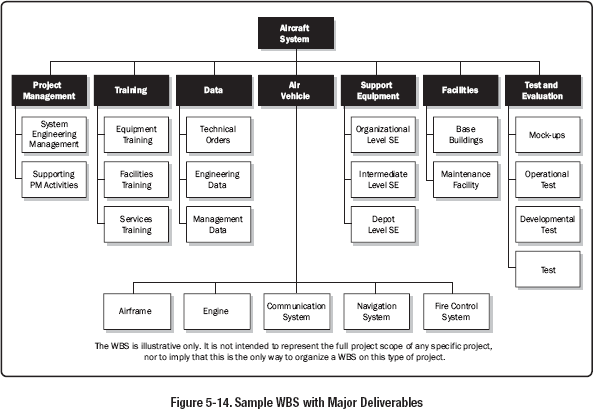 Aircraft
System
Project
Management
Training
Data
Air
Vehicle
Support
Equipment
Facilities
Test and
Evaluation
System
Engineering
Management
Equipment
Training
Technical
Orders
Organizational
Level SE
Base
Buildings
Mock-ups
Supporting
PM Activities
Facilities
Training
Engineering
Data
Intermediate
Level SE
Maintenance
Facility
Operational
Test
Services
Training
Management
Data
Depot
Level SE
Developmental
Test
Test
Airframe
Engine
Communication
System
Navigation
System
Fire Control
System
The WBS is illustrative only. It is not intended to represent the full project scope of any specific project,
nor to imply that this is the only way to organize a WBS on this type of project.
Figure 5-14. Sample WBS with Major Deliverables